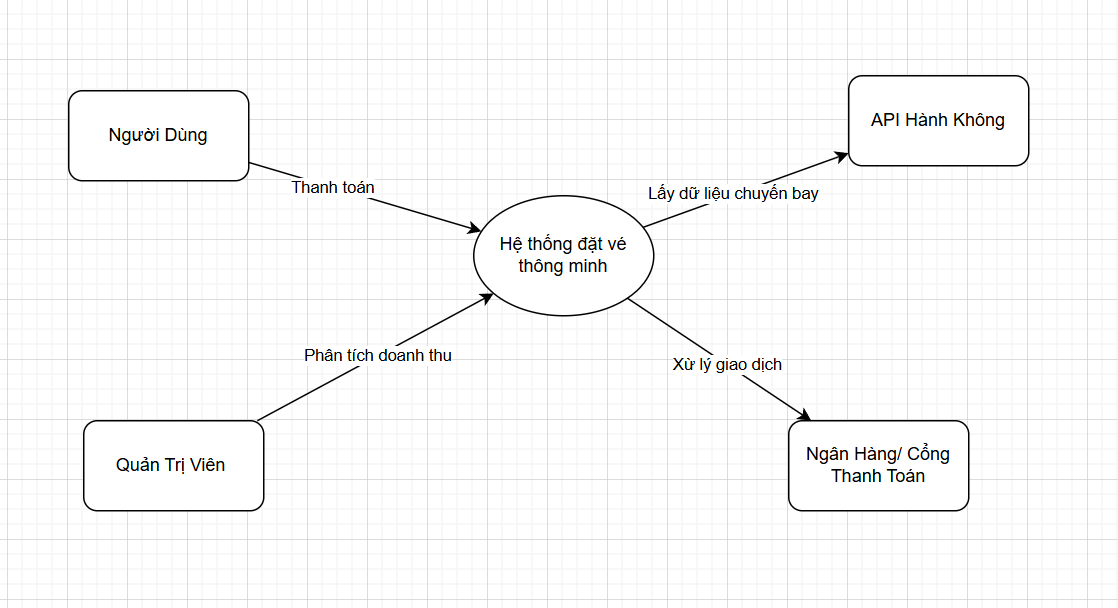 Người Dùng
API Hành Không
Thanh toán
Lấy dữ liệu chuyến bay
Hệ thống đặt vé
thông minh
Phân tích doanh thu
Xử lý giao dịch
Quản Trị Viên
Ngân Hàng/ Cổng
Thanh Toán